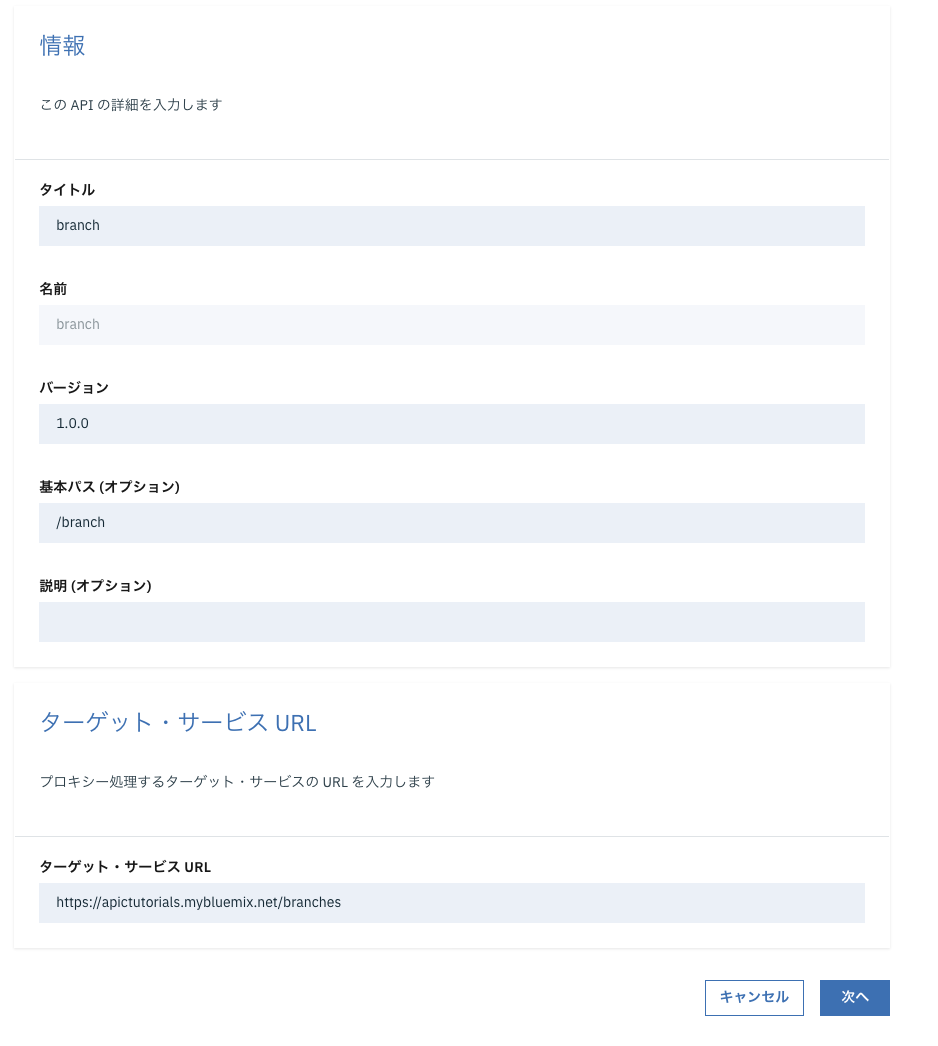 情報
この API の詳細を入力します
タイトル
branch
名前
branch
バージョン
1.0.0
基本パス (オプション)
/branch
説明 (オプション)
ターゲット・サービス URL
プロキシー処理するターゲット・サービスの URL を入力します
ターゲット・サービス URL
https://apictutorials.mybluemix.net/branches
キャンセル 次へ